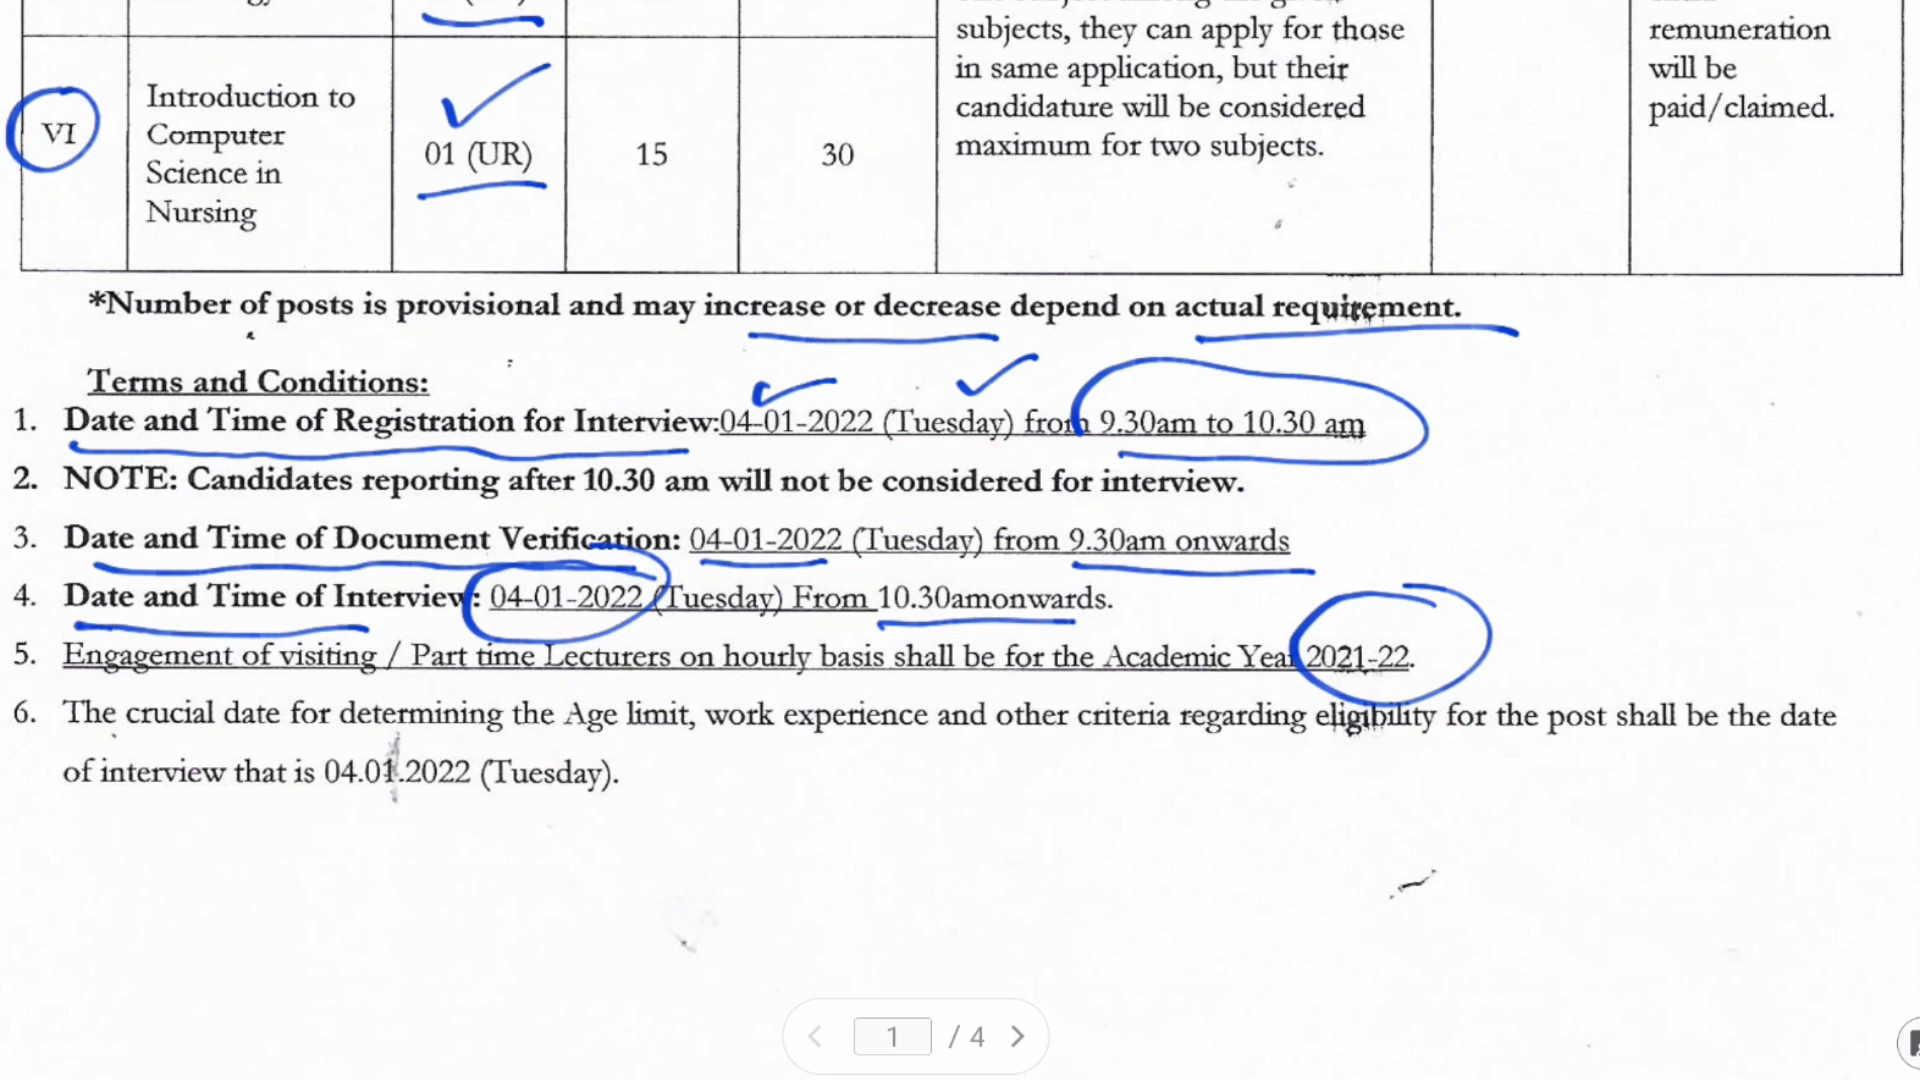 subjects, they can apply for those
in same application, but their
candidature will be considered
maximum for two subjects.
remuneration
will be
paid/claimed.
VI
Introduction to
Computer
Science in
Nursing
01 (UR)
15
30
*Number of posts is provisional and may increase or decrease depend on actual requirement.
Terms and Conditions:
1. Date and Time of Registration for Interview:04-01-2022 (Tuesday) from 9.30am to 10.30 am
2. NOTE: Candidates reporting after 10.30 am will not be considered for interview.
3. Date and Time of Document Verification: 04-01-2022 (Tuesday) from 9.30am onwards
4. Date and Time of Interview: 04-01-2022 (Tuesday) From 10.30amonwards.
5. Engagement of visiting / Part time Lecturers on hourly basis shall be for the Academic Year 2021-22.
6. The crucial date for determining the Age limit, work experience and other criteria regarding eligibility for the post shall be the date
of interview that is 04.01.2022 (Tuesday).
1 / 4